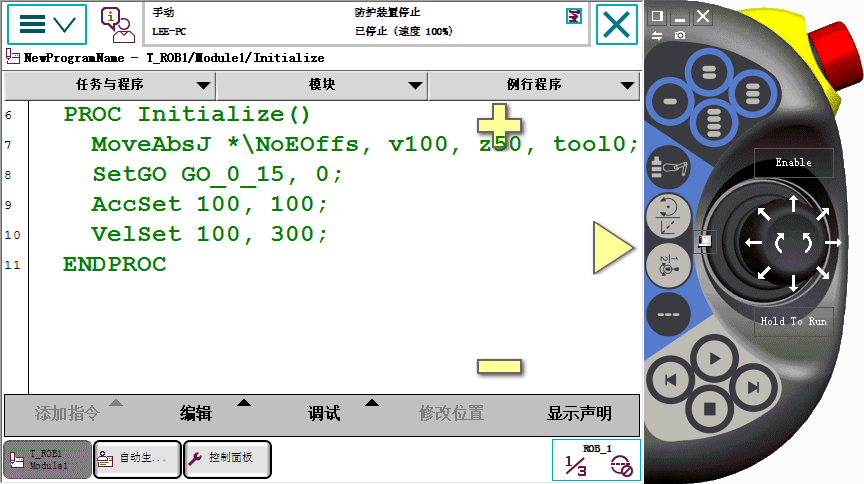 手动
LEE-PC
防护装置停止
已停止 (速度 100%)
NewProgramName - T_ROB1/Module1/Initialize
任务与程序
模块
例行程序
6 PROC Initialize()
7 MoveAbsJ *\NoEOffs, v100, z50, tool0;
8 SetGO GO_0_15, 0;
9 AccSet 100, 100;
10 VelSet 100, 300;
11 ENDPROC
添加指令
编辑
调试
修改位置
显示声明
T_ROB1
Module1
自动生...
控制面板
ROB_1
1/3
Enable
Hold To Run